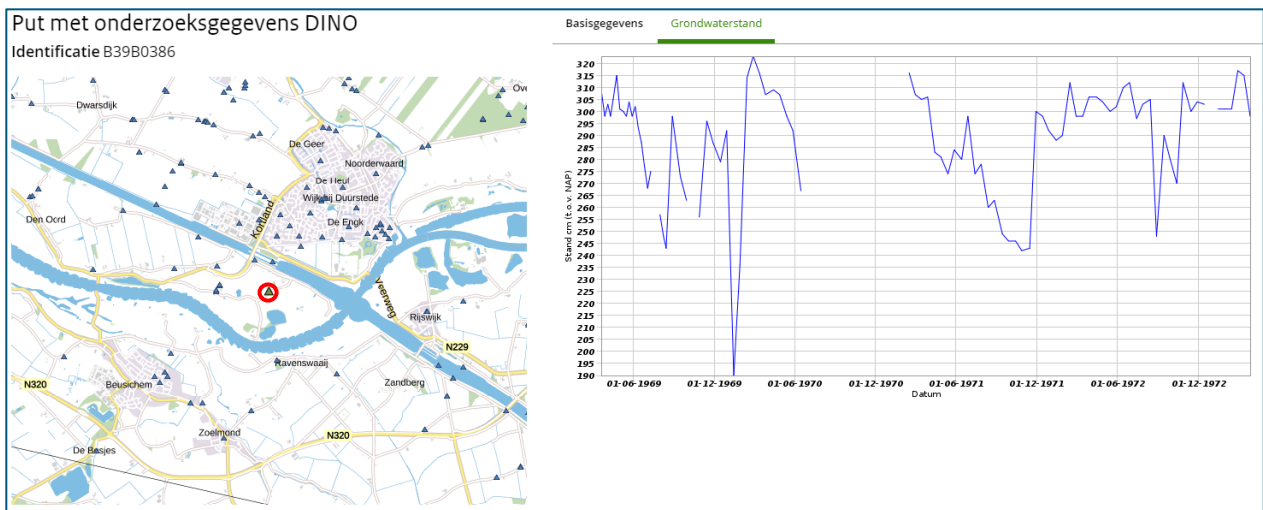 Put met onderzoeksgegevens DINO
Identificatie B39B0386
Basisgegevens
Grondwaterstand
Dwarsdijk
De Geer
Noorderwaard
De Heul
Wijk bij Duurstede
De Engk
Kortland
Den Oord
Veerweg
Rijswijk
N229
Ravenswaaij
N320
Beusichem
Zandberg
Zoelmond
N320
De Besjes
320
315
310
305
300
295
290
285
280
275
270
265
260
255
250
245
240
235
230
225
220
215
210
205
200
195
190
Stand cm (t.o.v. NAP)
01-06-1969
01-12-1969
01-06-1970
01-12-1970
01-06-1971
01-12-1971
01-06-1972
01-12-1972
Datum